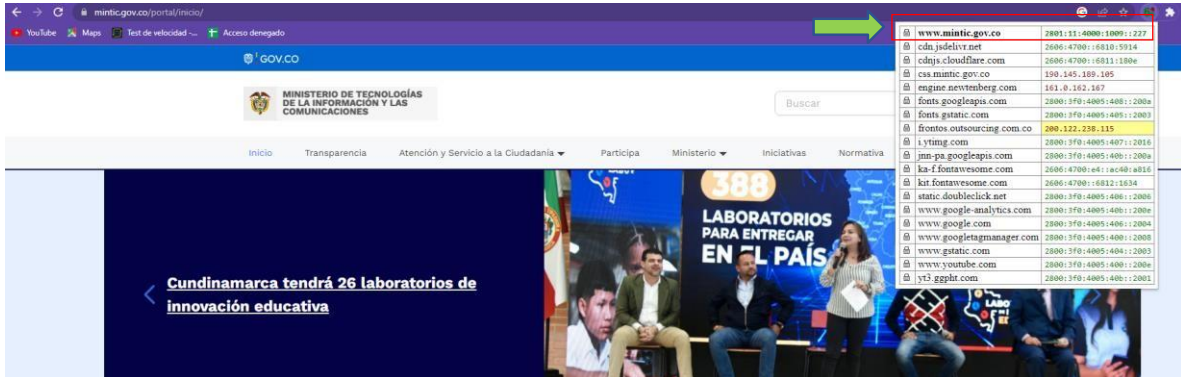 mintic.gov.co/portal/inicio/
YouTube Maps Test de velocidad -... Acceso denegado
GOV.CO
MINISTERIO DE TECNOLOGÍAS
DE LA INFORMACIÓN Y LAS
COMUNICACIONES
Buscar
Inicio Transparencia Atención y Servicio a la Ciudadanía Participa Ministerio Iniciativas Normativa
Cundinamarca tendrá 26 laboratorios de
innovación educativa
388
LABORATORIOS
PARA ENTREGAR
EN EL PAÍS
www.mintic.gov.co 2801:11:4000:1009::227
cdn.jsdelivr.net 2606:4700::6810:5914
cdnjs.cloudflare.com 2606:4700::6811:180e
css.mintic.gov.co 190.145.189.105
engine.newtenberg.com 161.0.162.167
fonts.googleapis.com 2800:3f0:4005:408::200a
fonts.gstatic.com 2800:3f0:4005:405::2003
frontos.outsourcing.com.co 200.122.238.115
i.ytimg.com 2800:3f0:4005:407::2016
jnn-pa.googleapis.com 2800:3f0:4005:40b::200a
ka-f.fontawesome.com 2606:4700:e4::ac40:a816
kit.fontawesome.com 2606:4700::6812:1634
static.doubleclick.net 2800:3f0:4005:406::2006
www.google-analytics.com 2800:3f0:4005:40b::200e
www.google.com 2800:3f0:4005:406::2004
www.googletagmanager.com 2800:3f0:4005:400::2008
www.gstatic.com 2800:3f0:4005:404::2003
www.youtube.com 2800:3f0:4005:400::200e
yt3.ggpht.com 2800:3f0:4005:40b::2001